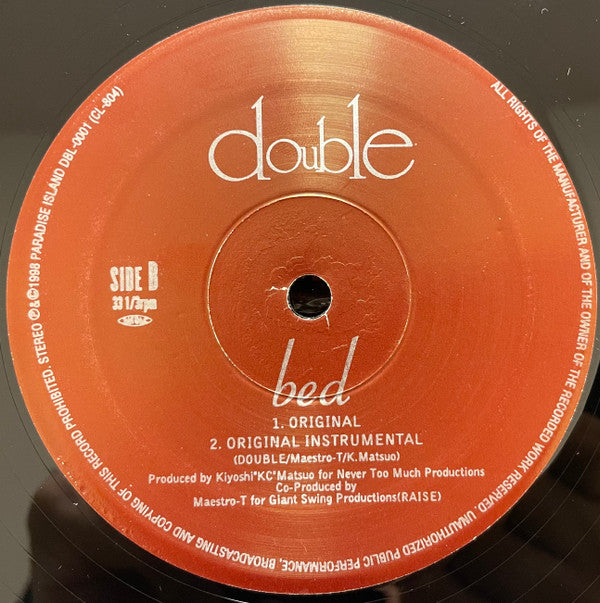 double
SIDE B
33 1/3rpm
bed
1. ORIGINAL
2. ORIGINAL INSTRUMENTAL
(DOUBLE/Maestro-T/K.Matsuo)
Produced by Kiyoshi"KC"Matsuo for Never Too Much Productions
Co-Produced by
Maestro-T for Giant Swing Productions(RAISE)
ALL RIGHTS OF THE MANUFACTURER AND OF THE OWNER OF THE RECORDED WORK RESERVED. UNAUTHORIZED PUBLIC PERFORMANCE, BROADCASTING AND COPYING OF THIS RECORD PROHIBITED. STEREO ℗&©1998 PARADISE ISLAND DBL-0001 (CL-804)